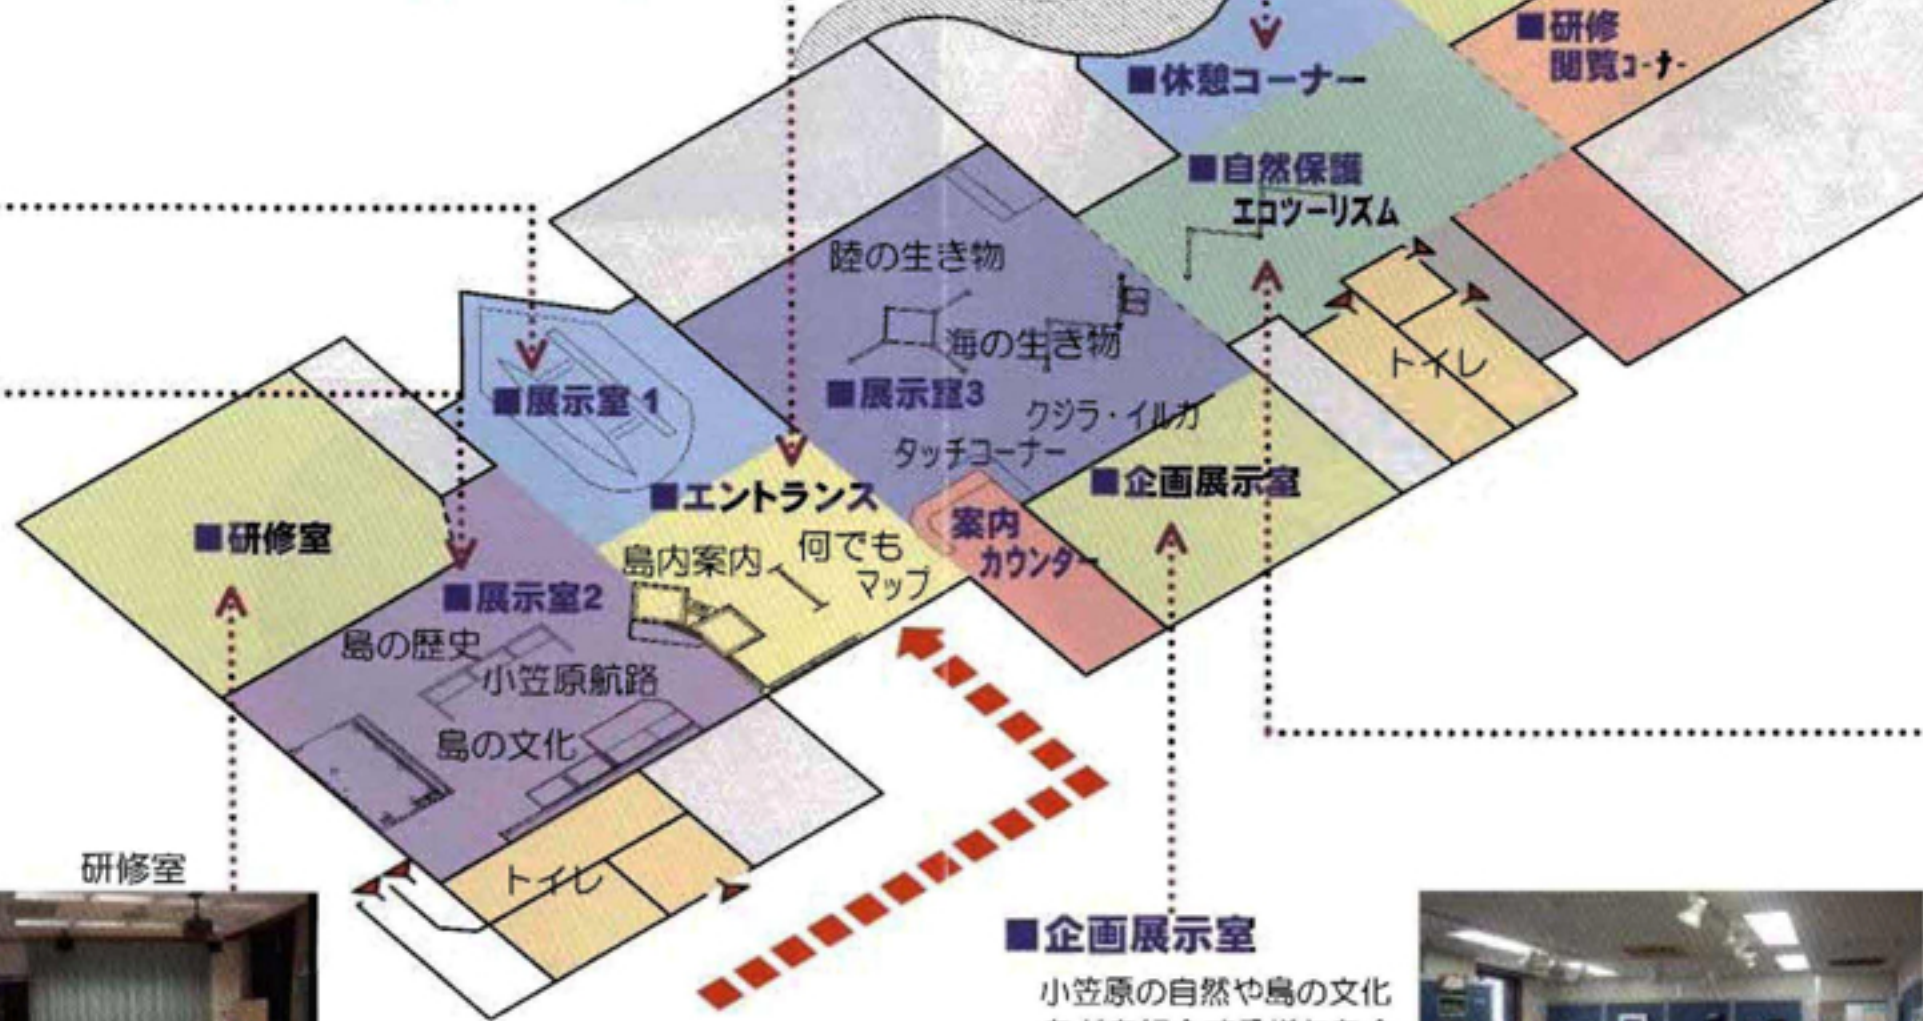 ■研修
閲覧コーナー
■休憩コーナー
■自然保護
エコツーリズム
陸の生き物
海の生き物
■展示室3
クジラ・イルカ
タッチコーナー
トイレ
■展示室1
■エントランス
■企画展示室
案内
カウンター
何でも
マップ
島内案内
■研修室
■展示室2
島の歴史
小笠原航路
島の文化
トイレ
研修室
■企画展示室
小笠原の自然や島の文化